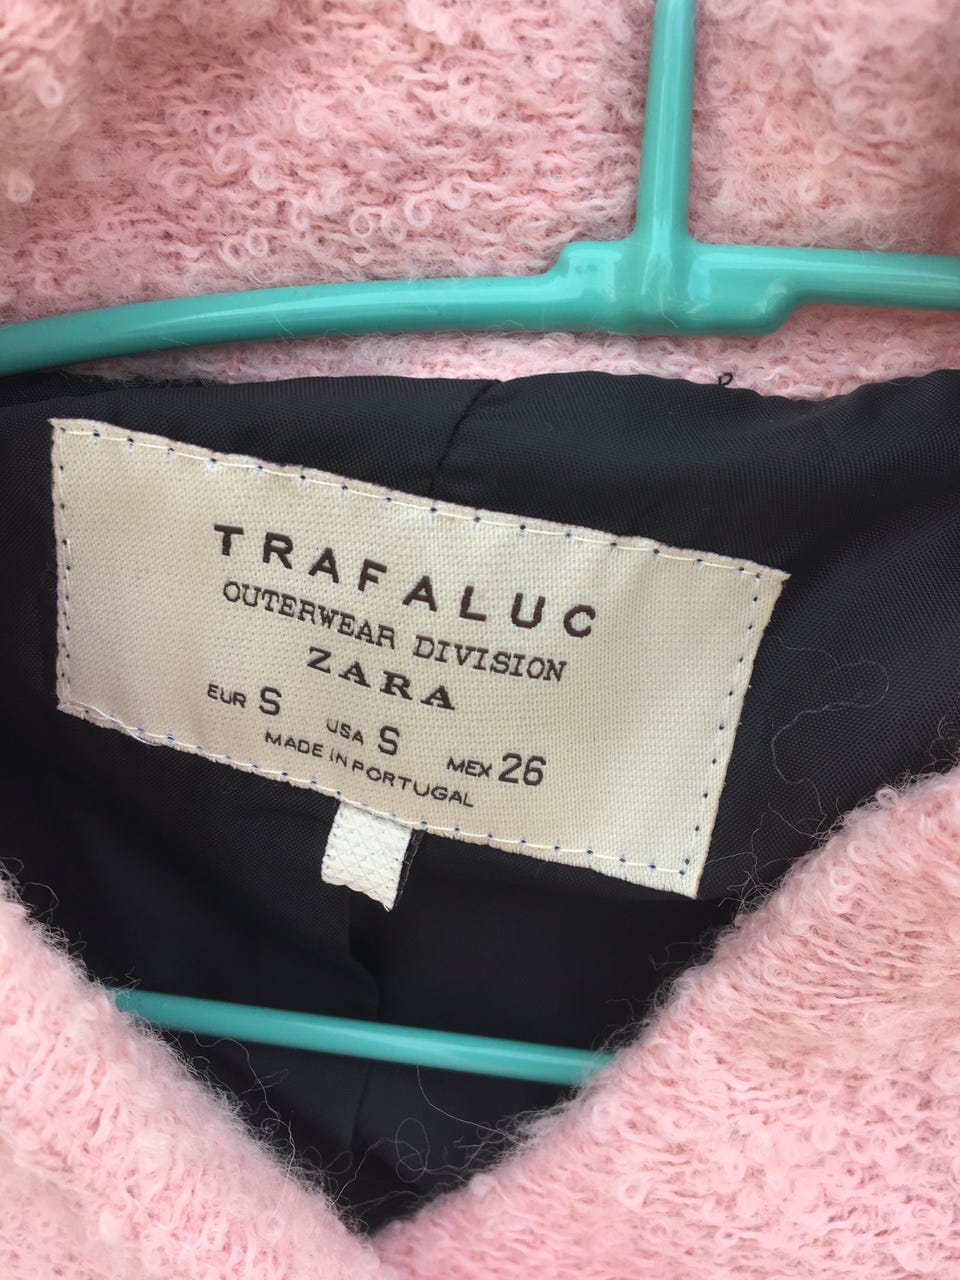 TRAFALUC
OUTERWEAR DIVISION
ZARA
EUR S USA S MEX 26
MADE IN PORTUGAL